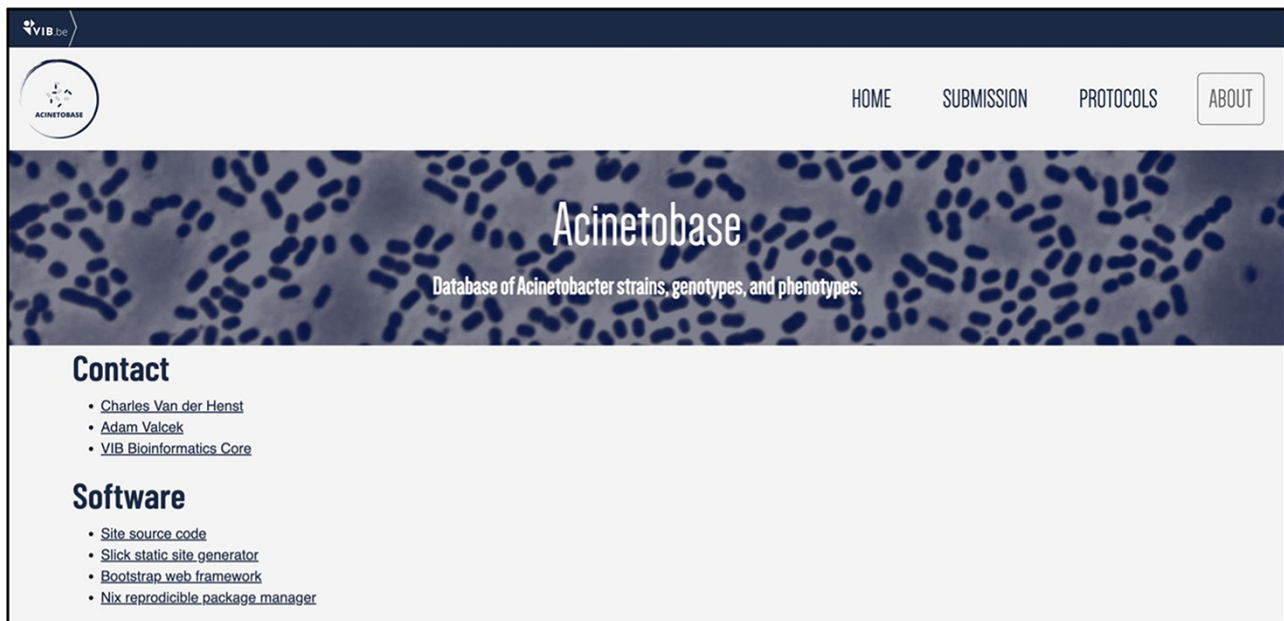 VIB.be
ACINETOBASE
HOME SUBMISSION PROTOCOLS ABOUT
Acinetobase
Database of Acinetobacter strains, genotypes, and phenotypes.
Contact
• Charles Van der Henst
• Adam Valcek
• VIB Bioinformatics Core
Software
• Site source code
• Slick static site generator
• Bootstrap web framework
• Nix reprodicible package manager